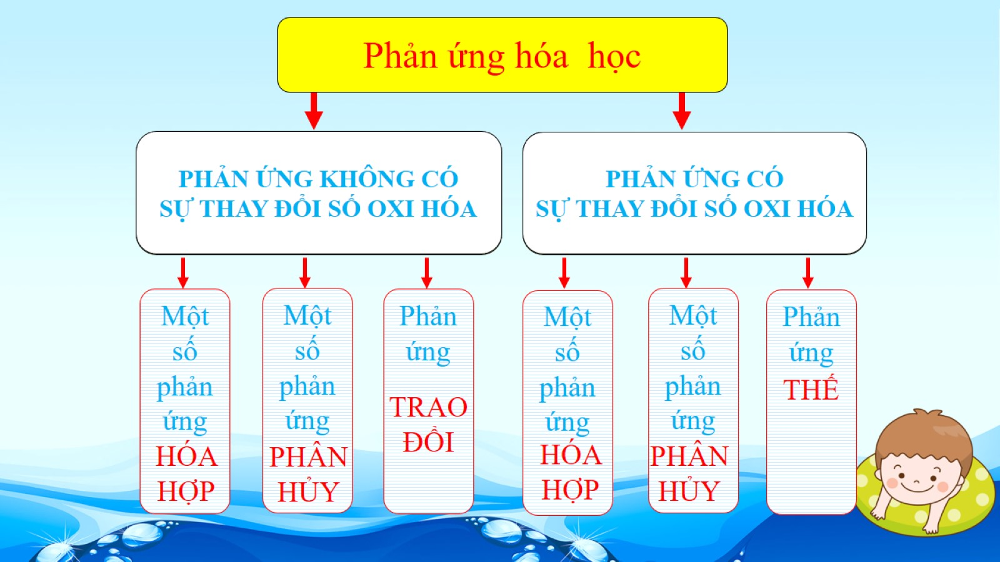 Phản ứng hóa học
PHẢN ỨNG KHÔNG CÓ
SỰ THAY ĐỔI SỐ OXI HÓA
PHẢN ỨNG CÓ
SỰ THAY ĐỔI SỐ OXI HÓA
Một
số
phản
ứng
HÓA
HỢP
Một
số
phản
ứng
PHÂN
HỦY
Phản
ứng
TRAO
ĐỔI
Một
số
phản
ứng
HÓA
HỢP
Một
số
phản
ứng
PHÂN
HỦY
Phản
ứng
THẾ